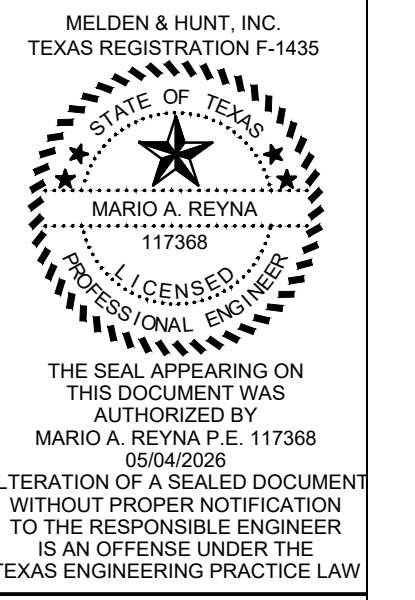 MELDEN & HUNT, INC.
TEXAS REGISTRATION F-1435
STATE OF TEXAS
MARIO A. REYNA
117368
LICENSED
PROFESSIONAL ENGINEER
THE SEAL APPEARING ON
THIS DOCUMENT WAS
AUTHORIZED BY
MARIO A. REYNA P.E. 117368
05/04/2026
LTERATION OF A SEALED DOCUMENT
WITHOUT PROPER NOTIFICATION
TO THE RESPONSIBLE ENGINEER
IS AN OFFENSE UNDER THE
TEXAS ENGINEERING PRACTICE LAW